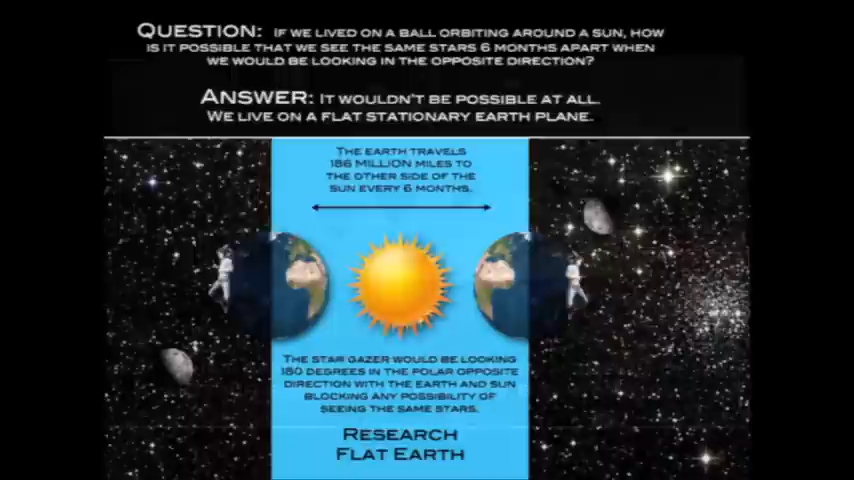 QUESTION: IF WE LIVED ON A BALL ORBITING AROUND A SUN, HOW
IS IT POSSIBLE THAT WE SEE THE SAME STARS 6 MONTHS APART WHEN
WE WOULD BE LOOKING IN THE OPPOSITE DIRECTION?
ANSWER: IT WOULDN'T BE POSSIBLE AT ALL.
WE LIVE ON A FLAT STATIONARY EARTH PLANE.
THE EARTH TRAVELS
186 MILLION MILES TO
THE OTHER SIDE OF THE
SUN EVERY 6 MONTHS.
THE STAR GAZER WOULD BE LOOKING
180 DEGREES IN THE POLAR OPPOSITE
DIRECTION WITH THE EARTH AND SUN
BLOCKING ANY POSSIBILITY OF
SEEING THE SAME STARS.
RESEARCH
FLAT EARTH